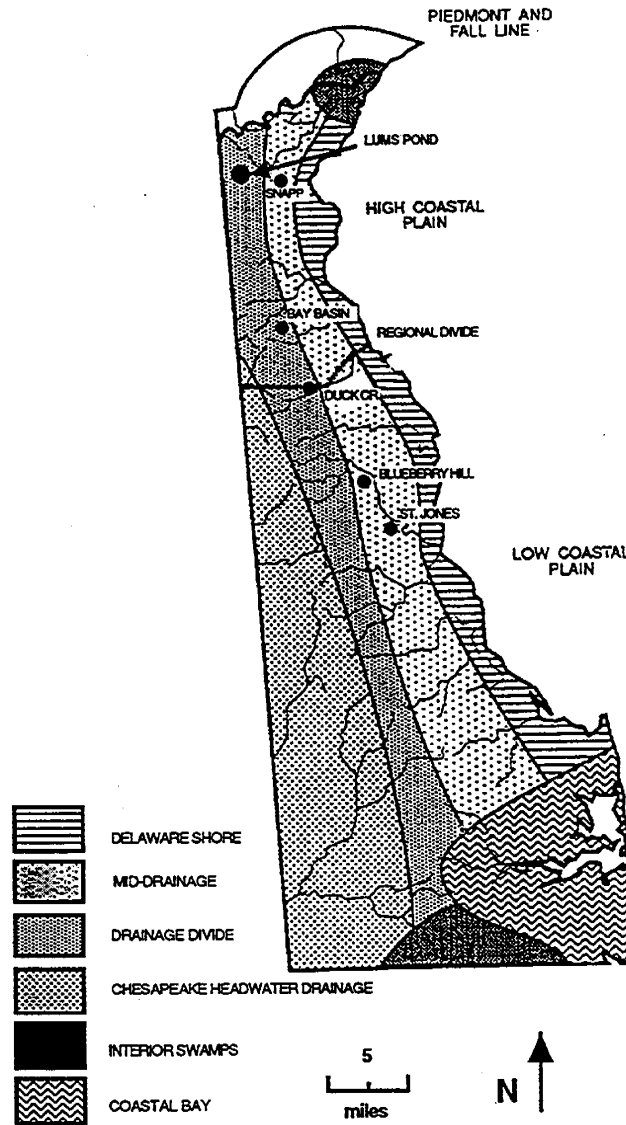 PIEDMONT AND
FALL LINE
LUMS POND
SNAPP
HIGH COASTAL
PLAIN
BAY BASIN
REGIONAL DIVIDE
DUCK CR.
BLUEBERRY HILL
ST. JONES
LOW COASTAL
PLAIN
DELAWARE SHORE
MID-DRAINAGE
DRAINAGE DIVIDE
CHESAPEAKE HEADWATER DRAINAGE
INTERIOR SWAMPS
COASTAL BAY
5
miles
N